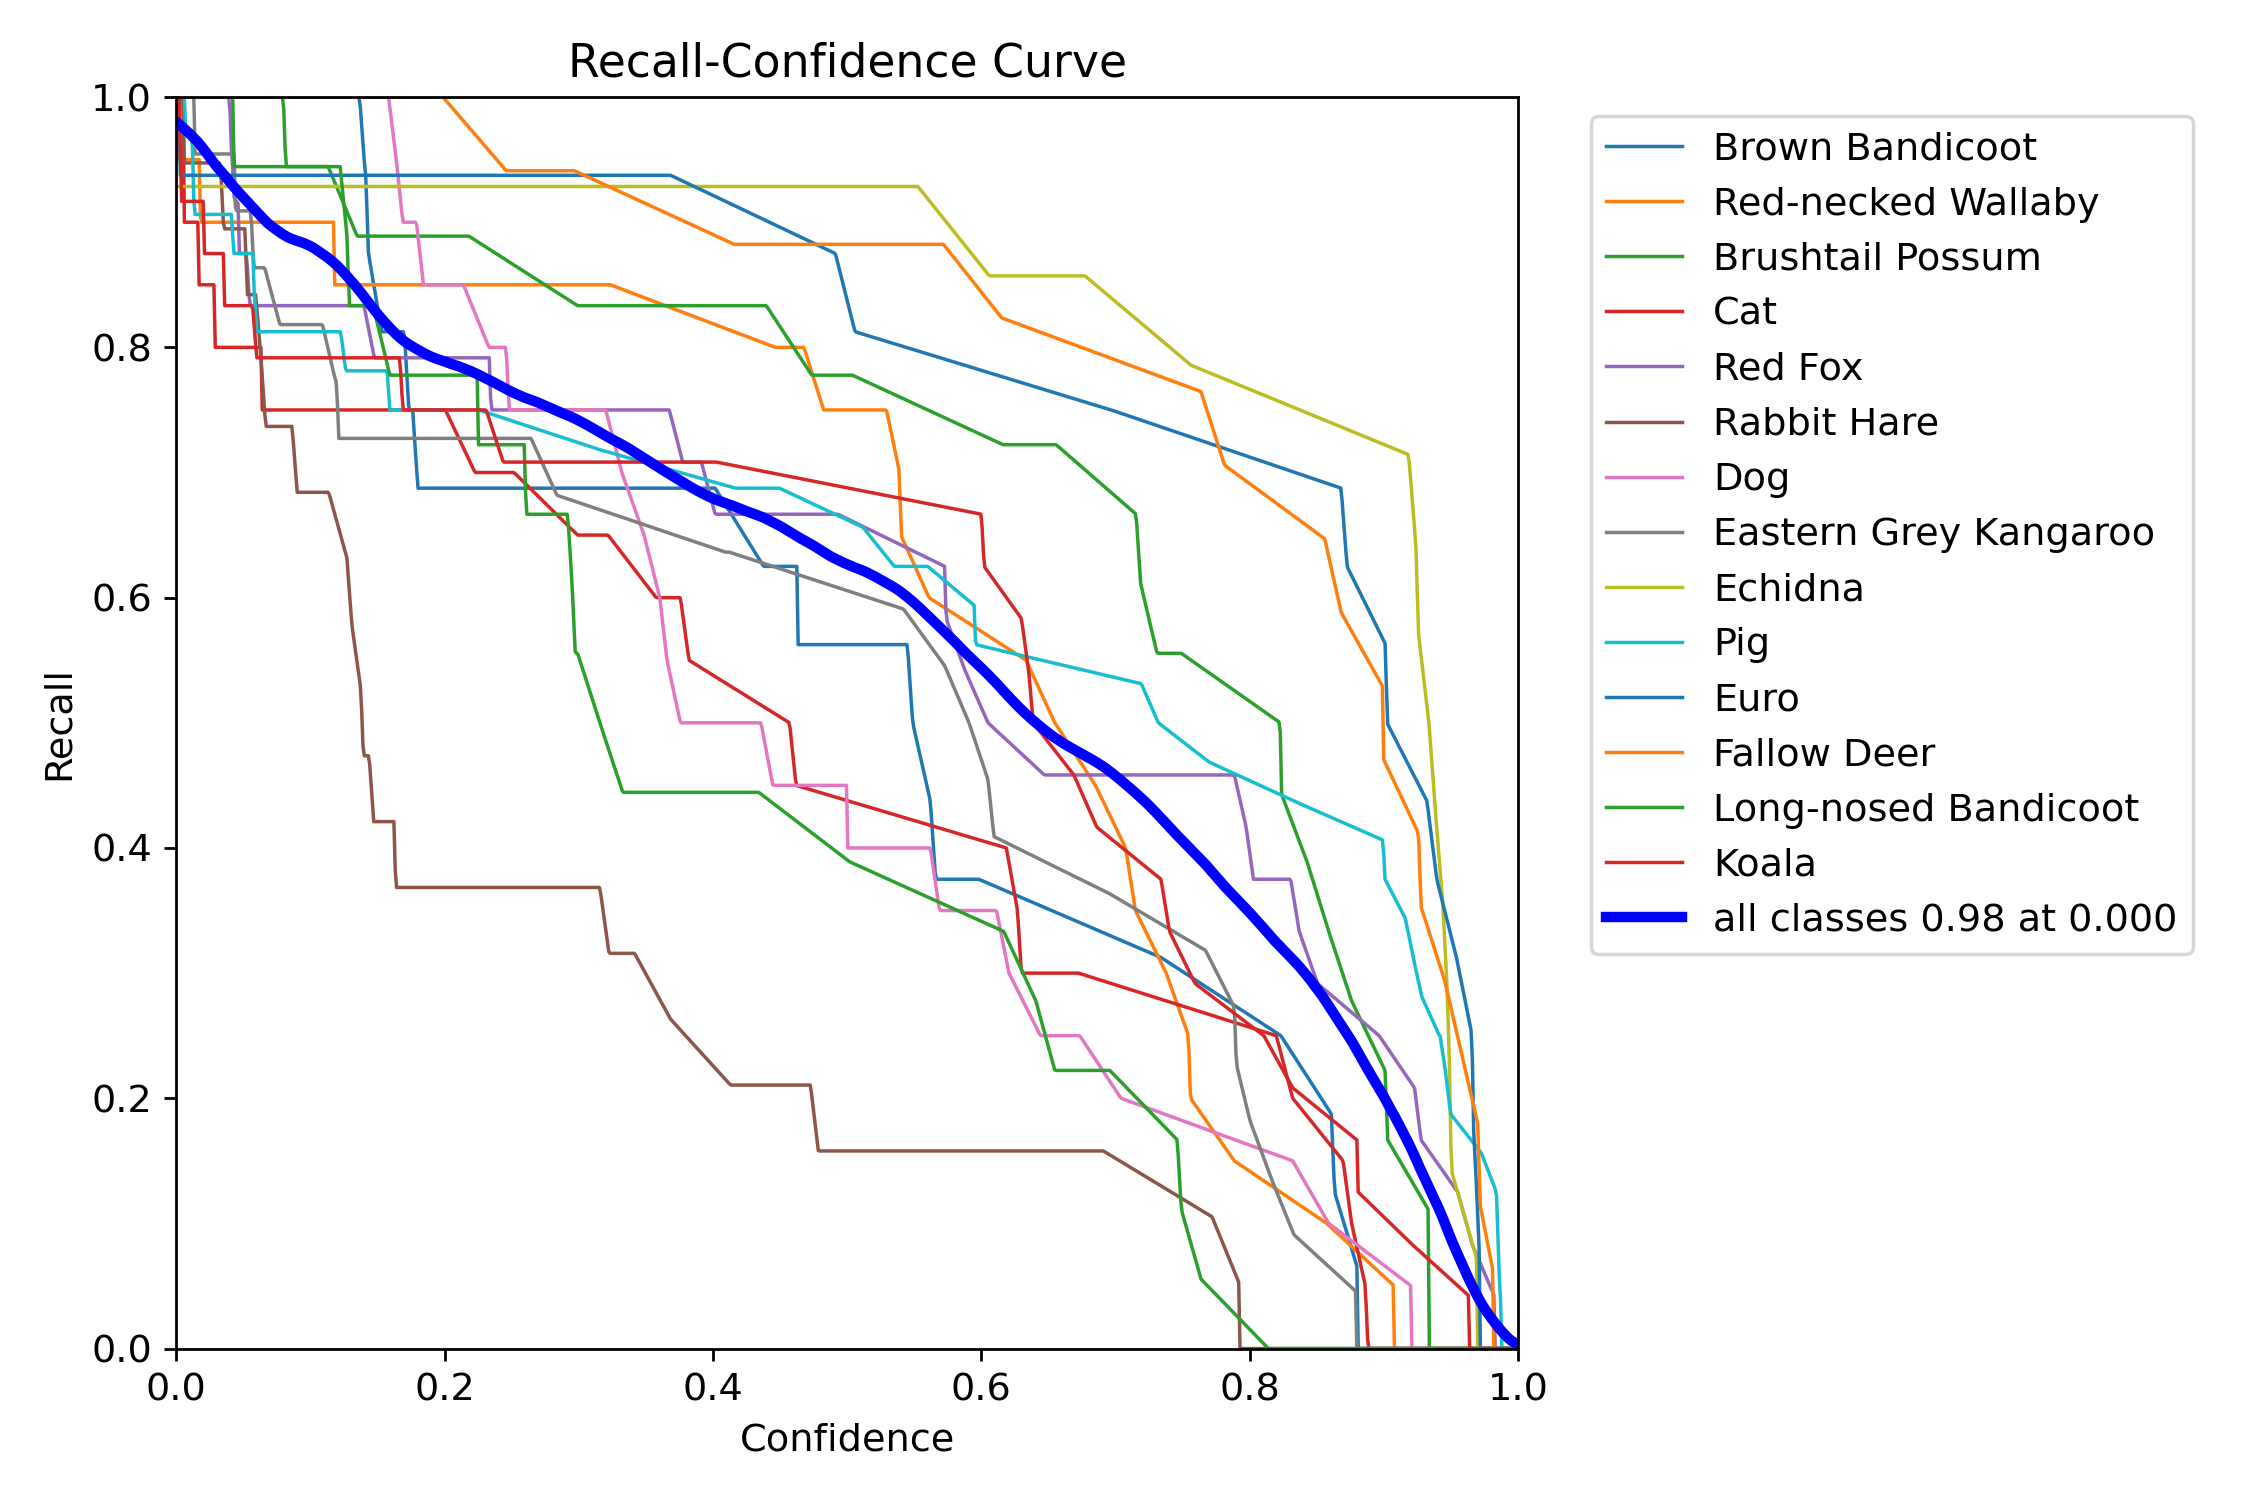 Recall-Confidence Curve
1.0
0.8
0.6
0.4
0.2
0.0
Recall
0.0 0.2 0.4 0.6 0.8 1.0
Confidence
Brown Bandicoot
Red-necked Wallaby
Brushtail Possum
Cat
Red Fox
Rabbit Hare
Dog
Eastern Grey Kangaroo
Echidna
Pig
Euro
Fallow Deer
Long-nosed Bandicoot
Koala
all classes 0.98 at 0.000